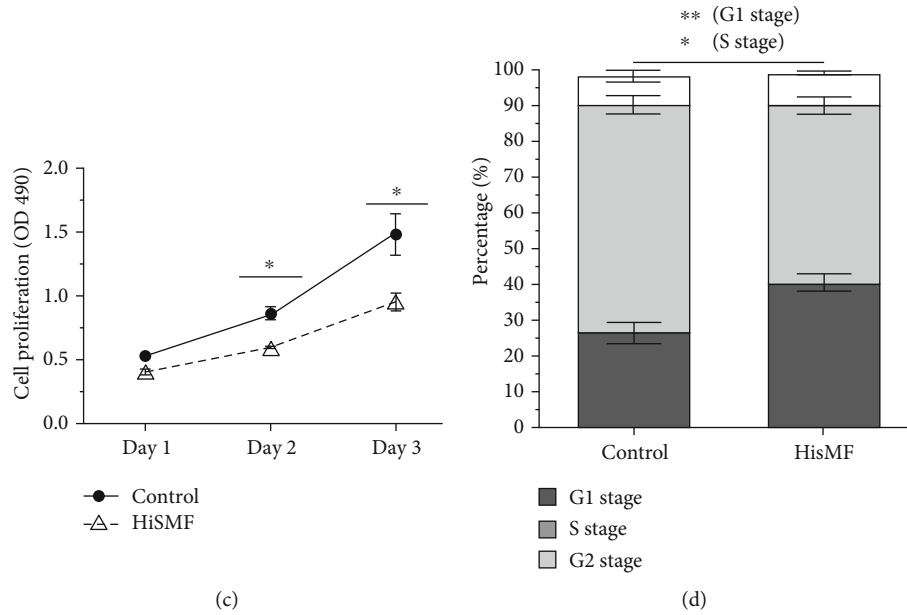 Cell proliferation (OD 490)
2.0
1.5
1.0
0.5
0.0
*
*
Day 1
Day 2
Day 3
Control
HiSMF
(c)
** (G1 stage)
* (S stage)
Percentage (%)
100
90
80
70
60
50
40
30
20
10
0
Control
HisMF
G1 stage
S stage
G2 stage
(d)